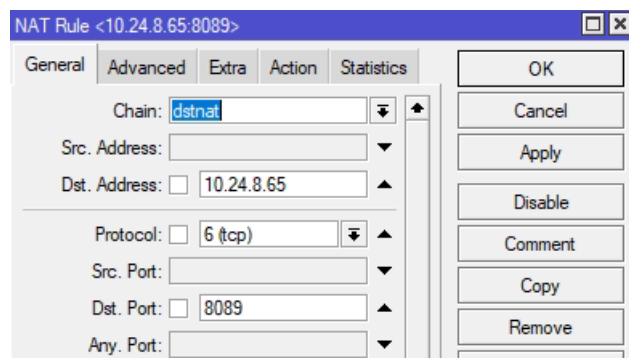 NAT Rule <10.24.8.65:8089>
General Advanced Extra Action Statistics
OK
Chain: dstnat
Cancel
Src. Address:
Apply
Dst. Address: 10.24.8.65
Disable
Protocol: 6 (tcp)
Comment
Src. Port:
Copy
Dst. Port: 8089
Remove
Any. Port: